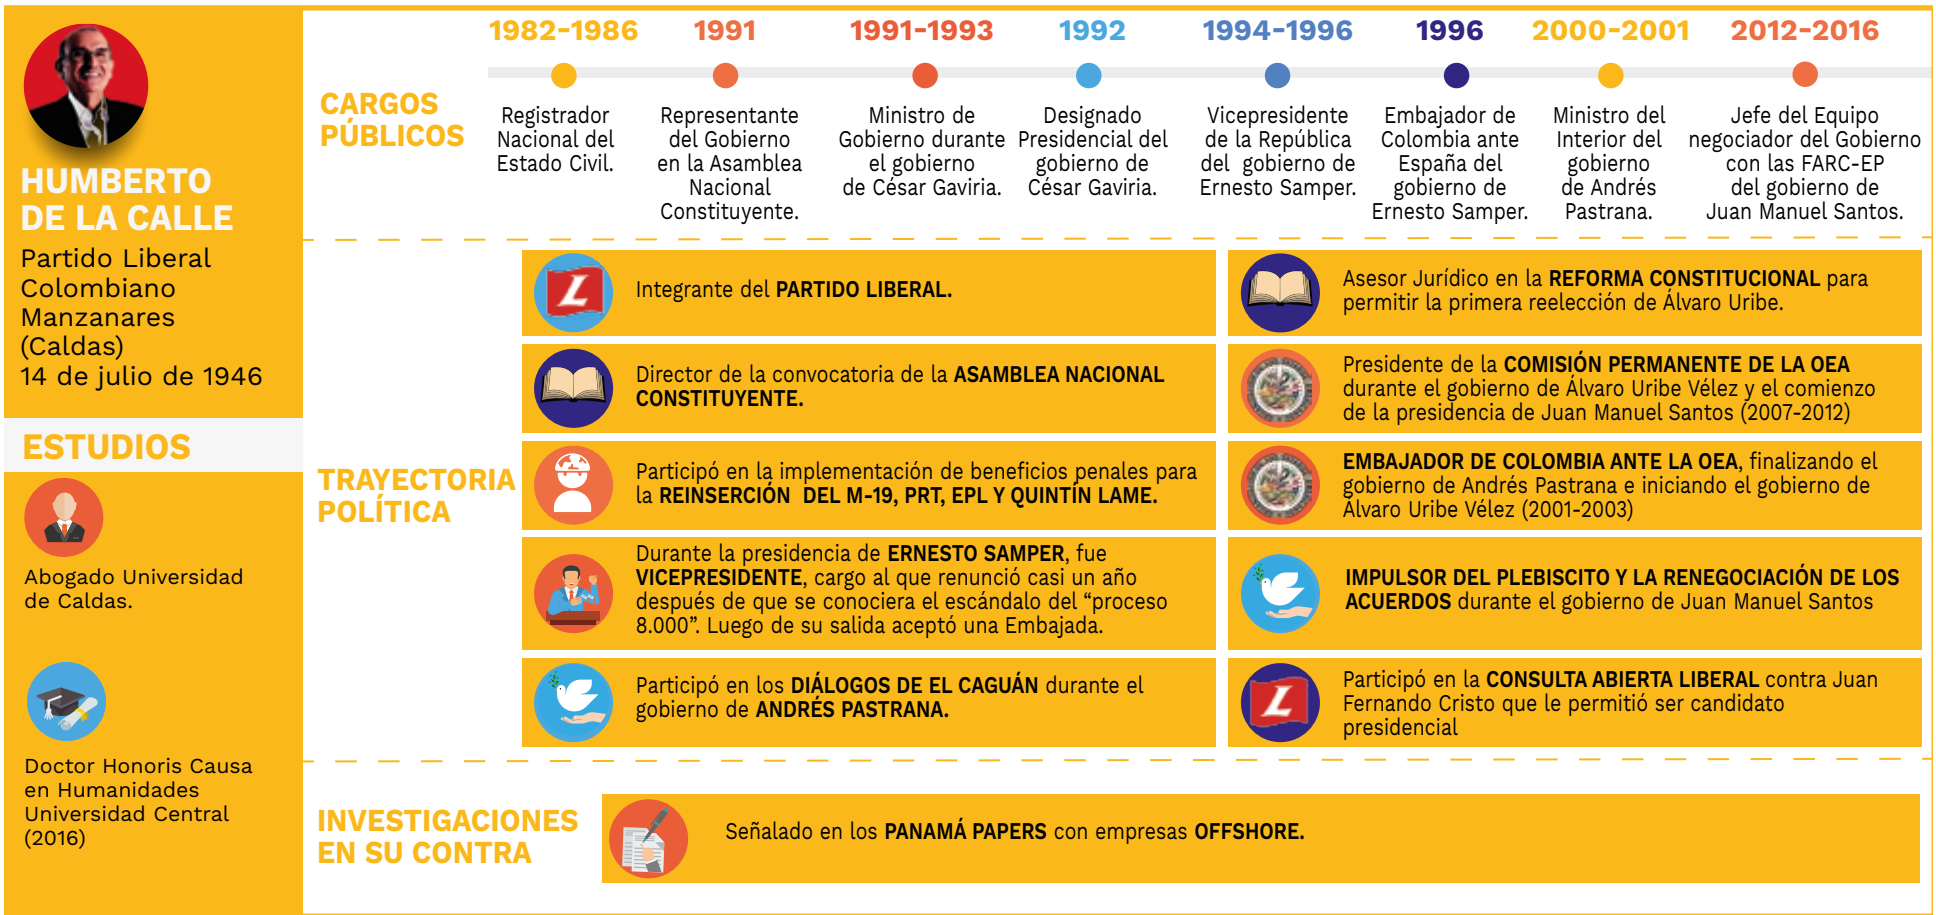 HUMBERTO
DE LA CALLE
Partido Liberal
Colombiano
Manzanares
(Caldas)
14 de julio de 1946
ESTUDIOS
Abogado Universidad
de Caldas.
Doctor Honoris Causa
en Humanidades
Universidad Central
(2016)
CARGOS
PÚBLICOS
1982-1986
Registrador
Nacional del
Estado Civil.
1991
Representante
del Gobierno
en la Asamblea
Nacional
Constituyente.
1991-1993
Ministro de
Gobierno durante
el gobierno
de César Gaviria.
1992
Designado
Presidencial del
gobierno de
César Gaviria.
1994-1996
Vicepresidente
de la República
del gobierno de
Ernesto Samper.
1996
Embajador de
Colombia ante
España del
gobierno de
Ernesto Samper.
2000-2001
Ministro del
Interior del
gobierno
de Andrés
Pastrana.
2012-2016
Jefe del Equipo
negociador del Gobierno
con las FARC-EP
del gobierno de
Juan Manuel Santos.
TRAYECTORIA
POLÍTICA
L
Integrante del PARTIDO LIBERAL.
Director de la convocatoria de la ASAMBLEA NACIONAL
CONSTITUYENTE.
Participó en la implementación de beneficios penales para
la REINSERCIÓN DEL M-19, PRT, EPL Y QUINTÍN LAME.
Durante la presidencia de ERNESTO SAMPER, fue
VICEPRESIDENTE, cargo al que renunció casi un año
después de que se conociera el escándalo del “proceso
8.000”. Luego de su salida aceptó una Embajada.
Participó en los DIÁLOGOS DE EL CAGUÁN durante el
gobierno de ANDRÉS PASTRANA.
Asesor Jurídico en la REFORMA CONSTITUCIONAL para
permitir la primera reelección de Álvaro Uribe.
Presidente de la COMISIÓN PERMANENTE DE LA OEA
durante el gobierno de Álvaro Uribe Vélez y el comienzo
de la presidencia de Juan Manuel Santos (2007-2012)
EMBAJADOR DE COLOMBIA ANTE LA OEA, finalizando el
gobierno de Andrés Pastrana e iniciando el gobierno de
Álvaro Uribe Vélez (2001-2003)
IMPULSOR DEL PLEBISCITO Y LA RENEGOCIACIÓN DE LOS
ACUERDOS durante el gobierno de Juan Manuel Santos
L
Participó en la CONSULTA ABIERTA LIBERAL contra Juan
Fernando Cristo que le permitió ser candidato
presidencial
INVESTIGACIONES
EN SU CONTRA
Señalado en los PANAMÁ PAPERS con empresas OFFSHORE.